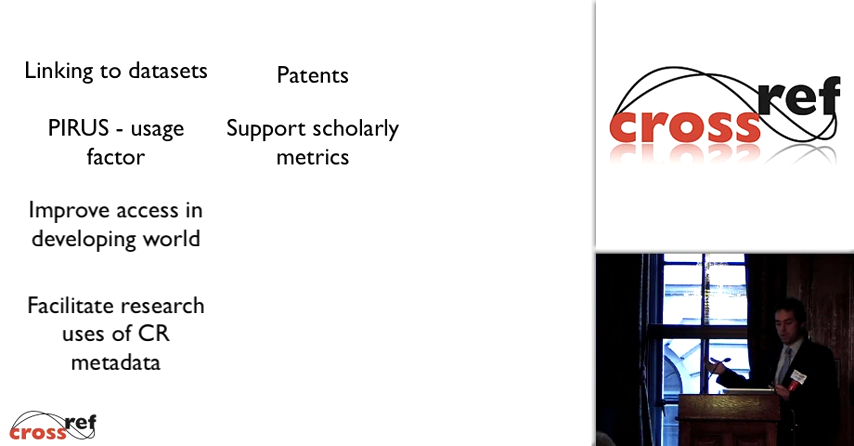 Linking to datasets
PIRUS - usage
factor
Improve access in
developing world
Facilitate research
uses of CR
metadata
Patents
Support scholarly
metrics
crossref
crossref